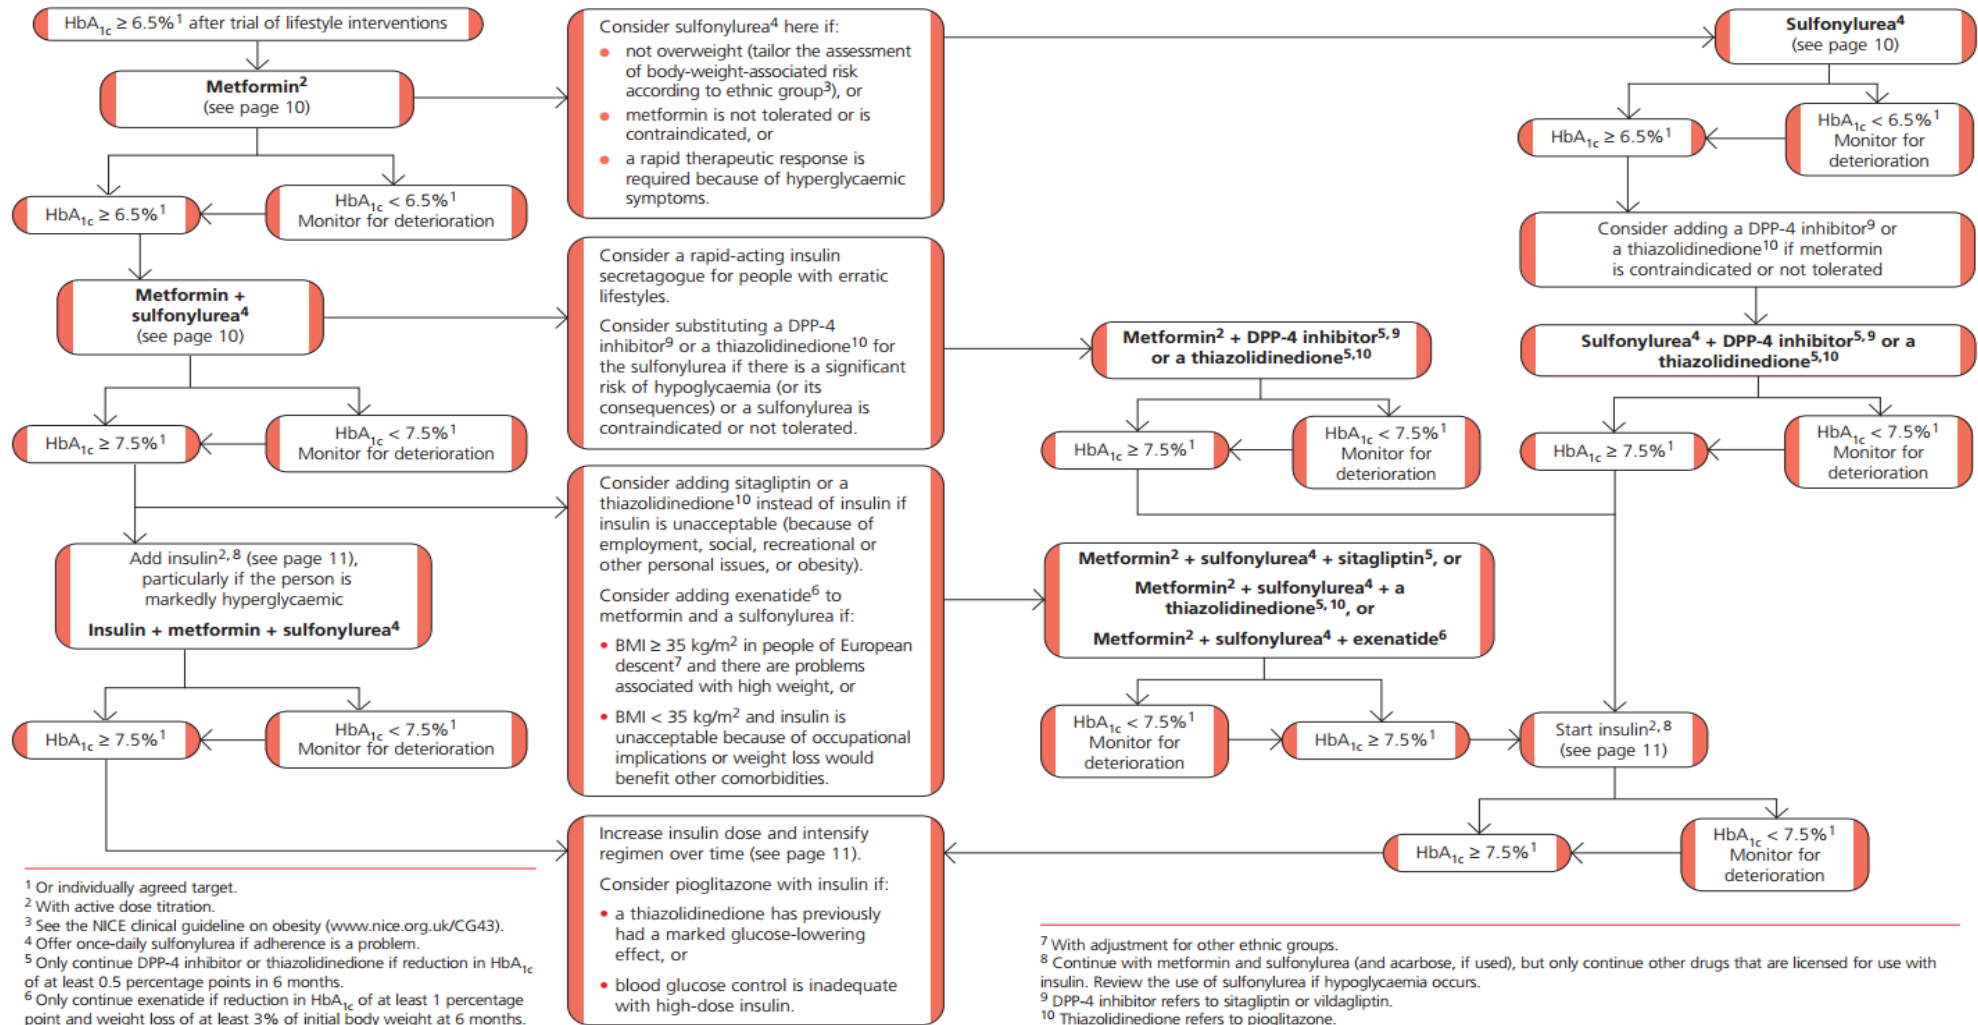 HbA1c ≥ 6.5%1 after trial of lifestyle interventions
Metformin2
(see page 10)
HbA1c ≥ 6.5%1
HbA1c < 6.5%1
Monitor for deterioration
Metformin +
sulfonylurea4
(see page 10)
HbA1c ≥ 7.5%1
HbA1c < 7.5%1
Monitor for deterioration
Add insulin2, 8 (see page 11),
particularly if the person is
markedly hyperglycaemic
Insulin + metformin + sulfonylurea4
HbA1c ≥ 7.5%1
HbA1c < 7.5%1
Monitor for deterioration
Consider sulfonylurea4 here if:
● not overweight (tailor the assessment
of body-weight-associated risk
according to ethnic group3), or
● metformin is not tolerated or is
contraindicated, or
● a rapid therapeutic response is
required because of hyperglycaemic
symptoms.
Consider a rapid-acting insulin
secretagogue for people with erratic
lifestyles.
Consider substituting a DPP-4
inhibitor9 or a thiazolidinedione10 for
the sulfonylurea if there is a significant
risk of hypoglycaemia (or its
consequences) or a sulfonylurea is
contraindicated or not tolerated.
Consider adding sitagliptin or a
thiazolidinedione10 instead of insulin if
insulin is unacceptable (because of
employment, social, recreational or
other personal issues, or obesity).
Consider adding exenatide6 to
metformin and a sulfonylurea if:
• BMI ≥ 35 kg/m2 in people of European
descent7 and there are problems
associated with high weight, or
• BMI < 35 kg/m2 and insulin is
unacceptable because of occupational
implications or weight loss would
benefit other comorbidities.
Increase insulin dose and intensify
regimen over time (see page 11).
Consider pioglitazone with insulin if:
• a thiazolidinedione has previously
had a marked glucose-lowering
effect, or
• blood glucose control is inadequate
with high-dose insulin.
Metformin2 + DPP-4 inhibitor5, 9
or a thiazolidinedione5,10
HbA1c ≥ 7.5%1
HbA1c < 7.5%1
Monitor for
deterioration
Metformin2 + sulfonylurea4 + sitagliptin5, or
Metformin2 + sulfonylurea4 + a
thiazolidinedione5, 10, or
Metformin2 + sulfonylurea4 + exenatide6
HbA1c < 7.5%1
Monitor for
deterioration
HbA1c ≥ 7.5%1
Sulfonylurea4
(see page 10)
HbA1c ≥ 6.5%1
HbA1c < 6.5%1
Monitor for
deterioration
Consider adding a DPP-4 inhibitor9 or
a thiazolidinedione10 if metformin
is contraindicated or not tolerated
Sulfonylurea4 + DPP-4 inhibitor5, 9 or a
thiazolidinedione5,10
HbA1c ≥ 7.5%1
HbA1c < 7.5%1
Monitor for
deterioration
Start insulin2, 8
(see page 11)
HbA1c ≥ 7.5%1
HbA1c < 7.5%1
Monitor for
deterioration
1 Or individually agreed target.
2 With active dose titration.
3 See the NICE clinical guideline on obesity (www.nice.org.uk/CG43).
4 Offer once-daily sulfonylurea if adherence is a problem.
5 Only continue DPP-4 inhibitor or thiazolidinedione if reduction in HbA1c
of at least 0.5 percentage points in 6 months.
6 Only continue exenatide if reduction in HbA1c of at least 1 percentage
point and weight loss of at least 3% of initial body weight at 6 months.
7 With adjustment for other ethnic groups.
8 Continue with metformin and sulfonylurea (and acarbose, if used), but only continue other drugs that are licensed for use with
insulin. Review the use of sulfonylurea if hypoglycaemia occurs.
9 DPP-4 inhibitor refers to sitagliptin or vildagliptin.
10 Thiazolidinedione refers to pioglitazone.